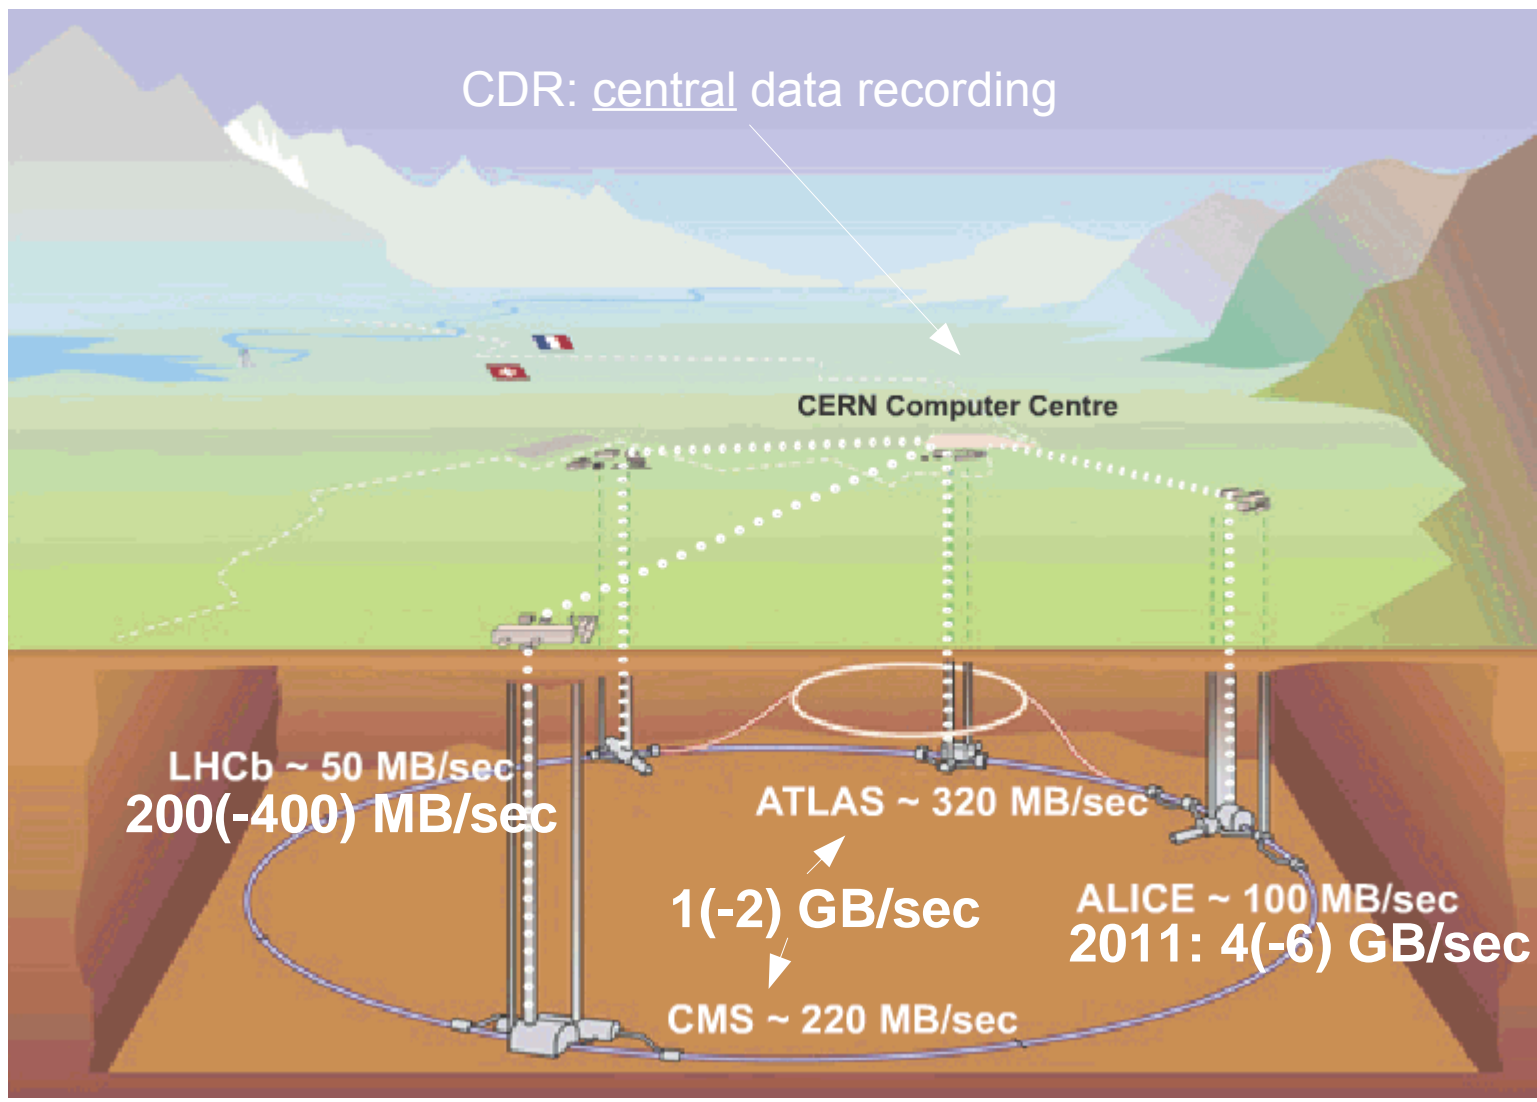 CDR: central data recording
CERN Computer Centre
LHCb ~ 50 MB/sec
200(-400) MB/sec
ATLAS ~ 320 MB/sec
1(-2) GB/sec
ALICE ~ 100 MB/sec
2011: 4(-6) GB/sec
CMS ~ 220 MB/sec